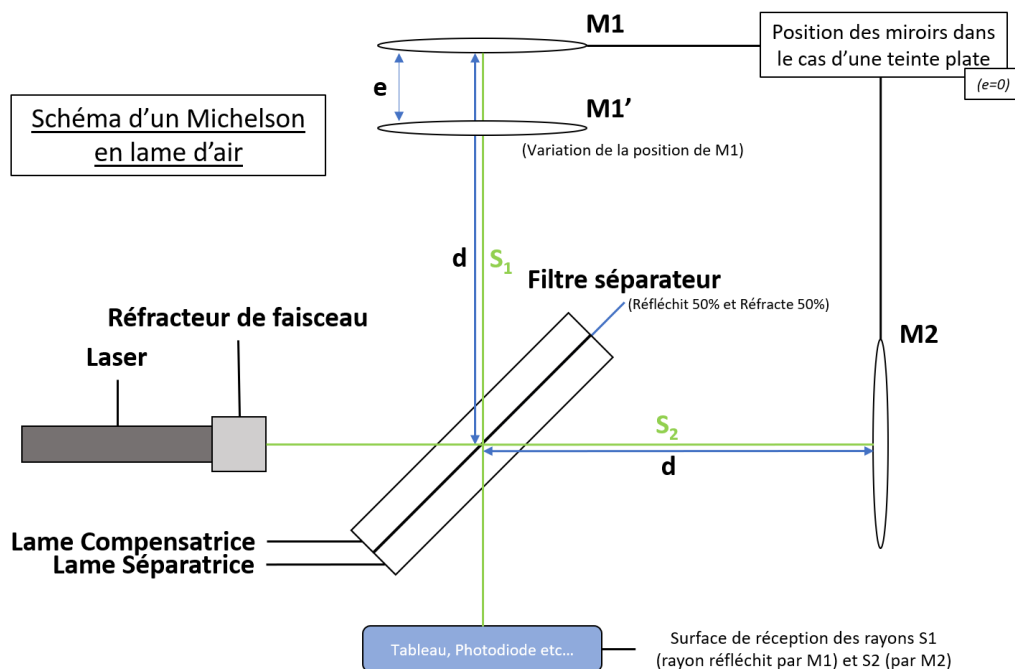 Schéma d’un Michelson
en lame d’air
M1
Position des miroirs dans
le cas d’une teinte plate
(e=0)
e
M1’
(Variation de la position de M1)
d
S₁
Filtre séparateur
(Réfléchit 50% et Réfracte 50%)
Réfracteur de faisceau
Laser
M2
S₂
d
Lame Compensatrice
Lame Séparatrice
Tableau, Photodiode etc…
Surface de réception des rayons S1
(rayon réfléchit par M1) et S2 (par M2)